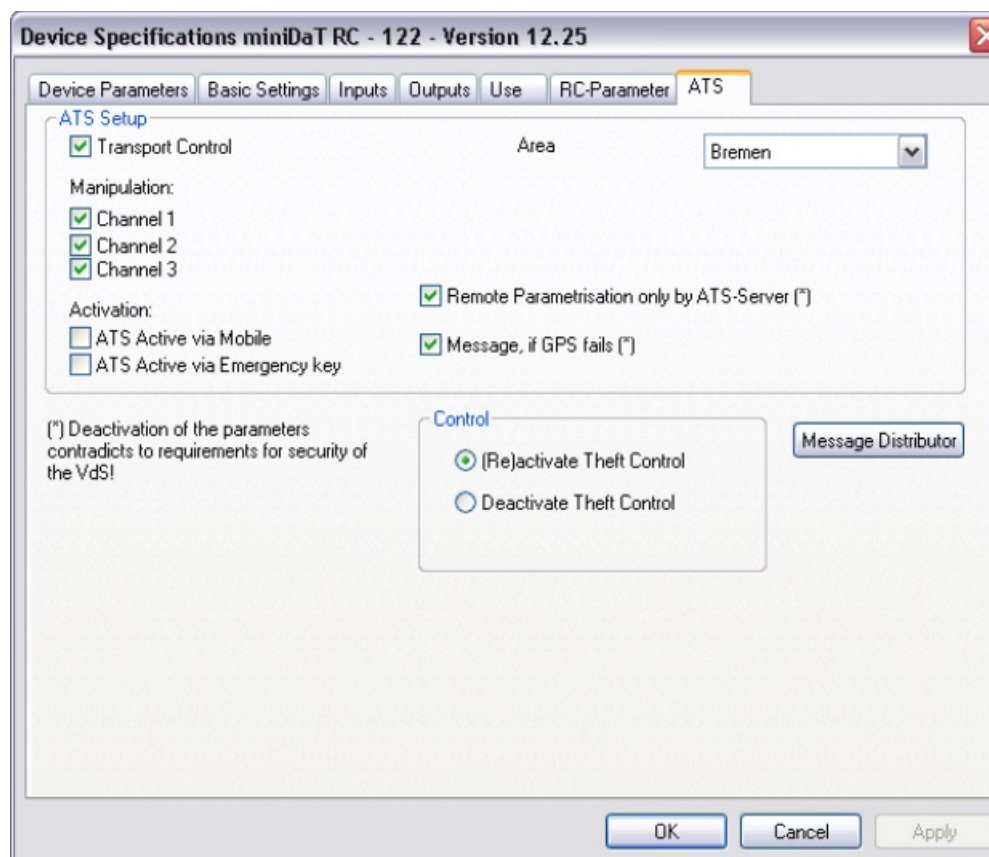 Device Specifications miniDaT RC - 122 - Version 12.25
Device Parameters Basic Settings Inputs Outputs Use RC-Parameter ATS
ATS Setup
Transport Control Area Bremen
Manipulation:
Channel 1
Channel 2
Channel 3
Remote Parametrisation only by ATS-Server (*)
Activation:
ATS Active via Mobile
Message, if GPS fails (*)
ATS Active via Emergency key
(*) Deactivation of the parameters
contradicts to requirements for security of
the VdS!
Control
(Re)activate Theft Control
Deactivate Theft Control
Message Distributor
OK Cancel Apply